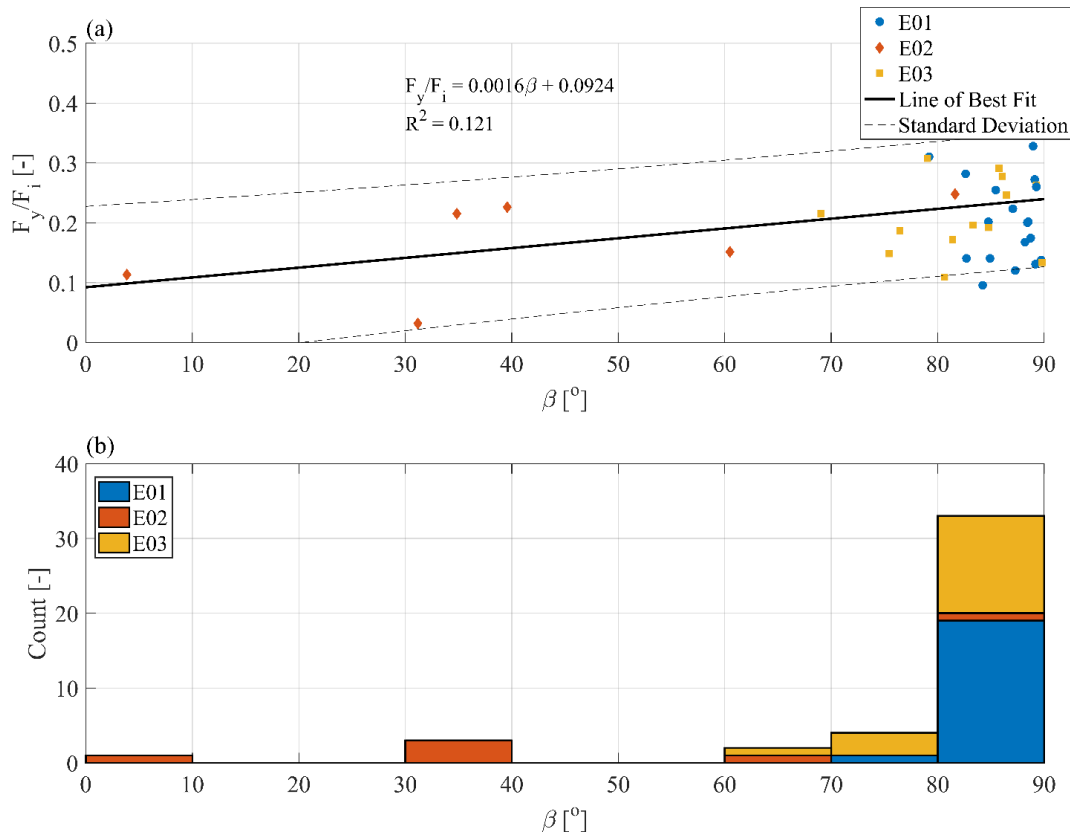 (a)
E01
E02
E03
Line of Best Fit
Standard Deviation
F_y/F_i = 0.0016β + 0.0924
R^2 = 0.121
F_y/F_i [-]
0.5
0.4
0.3
0.2
0.1
0
0 10 20 30 40 50 60 70 80 90
β [°]
(b)
E01
E02
E03
Count [-]
40
30
20
10
0
0 10 20 30 40 50 60 70 80 90
β [°]